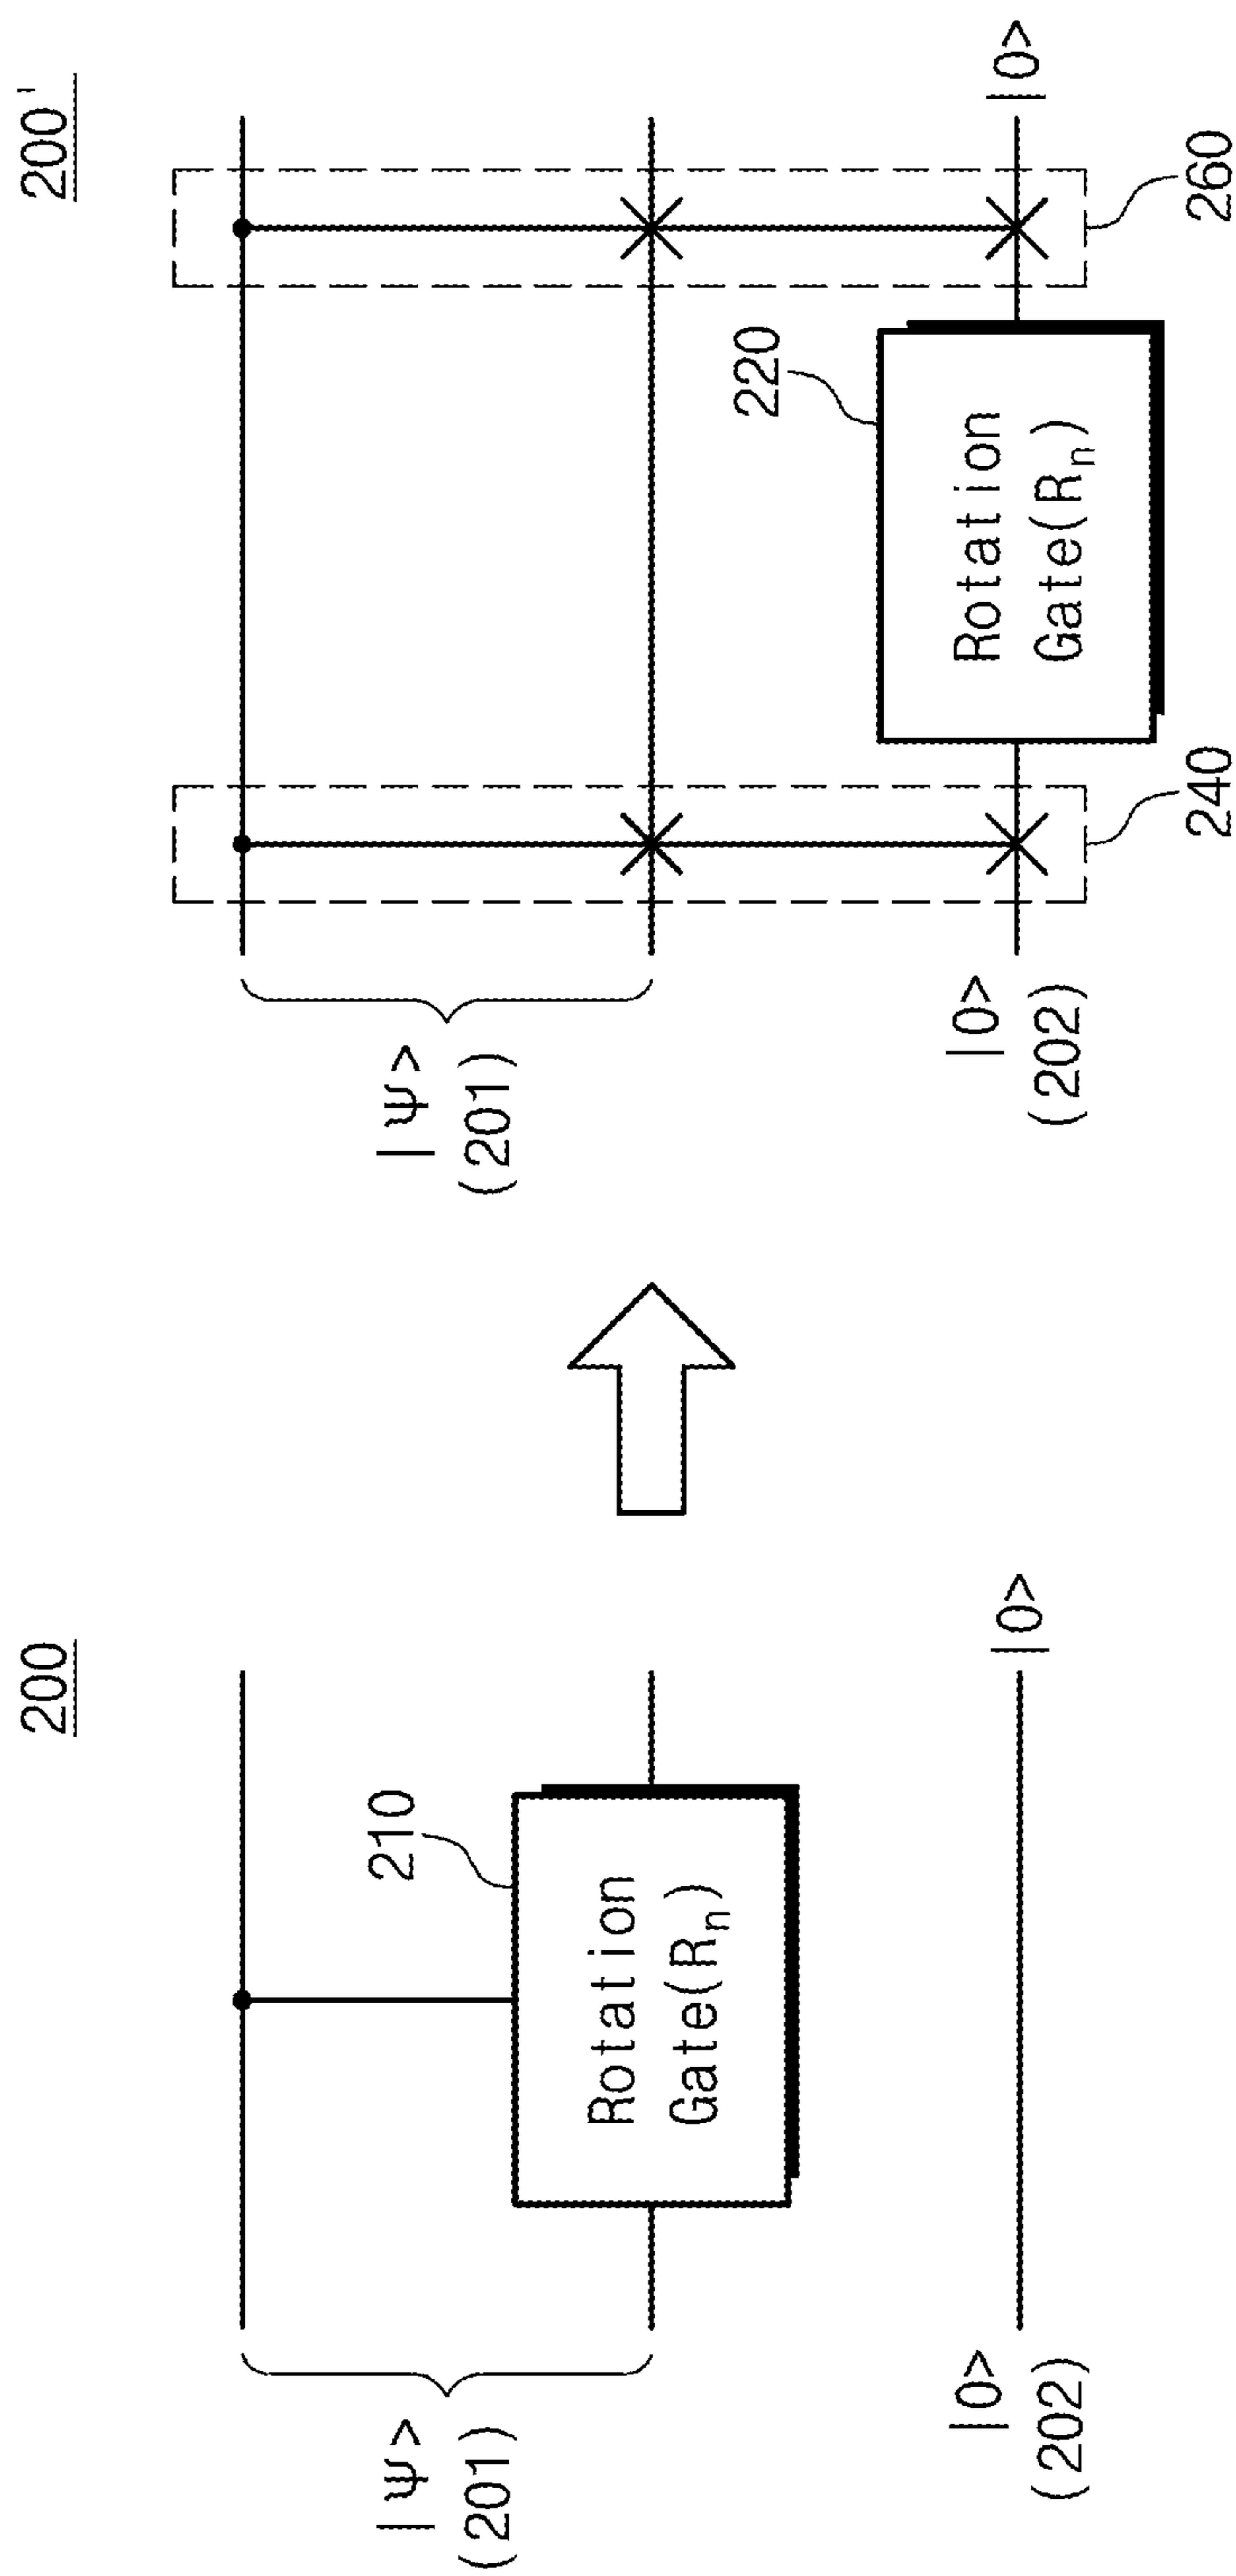 200
210
Rotation
Gate(Rn)
|ψ>
(201)
|0>
|0>
(202)
200'
220
Rotation
Gate(Rn)
|ψ>
(201)
|0>
|0>
(202)
240
260